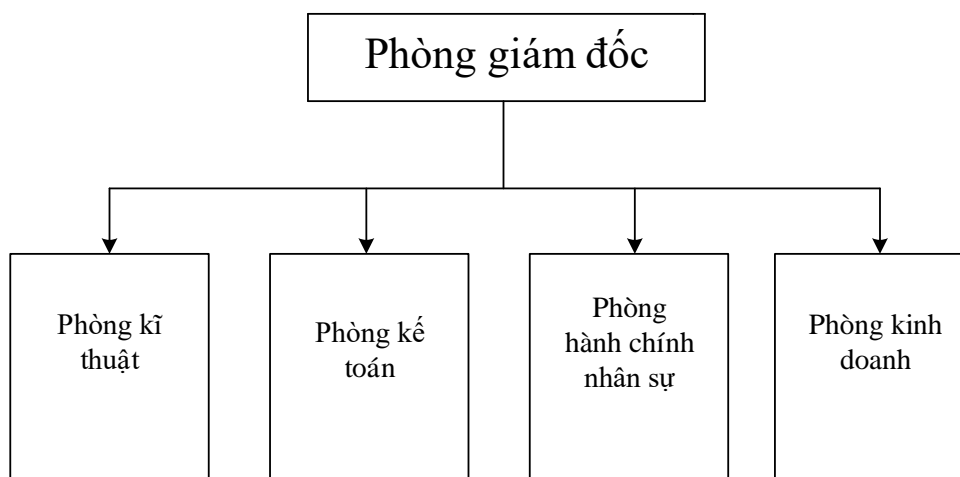 Phòng giám đốc
Phòng kĩ
thuật
Phòng kế
toán
Phòng
hành chính
nhân sự
Phòng kinh
doanh